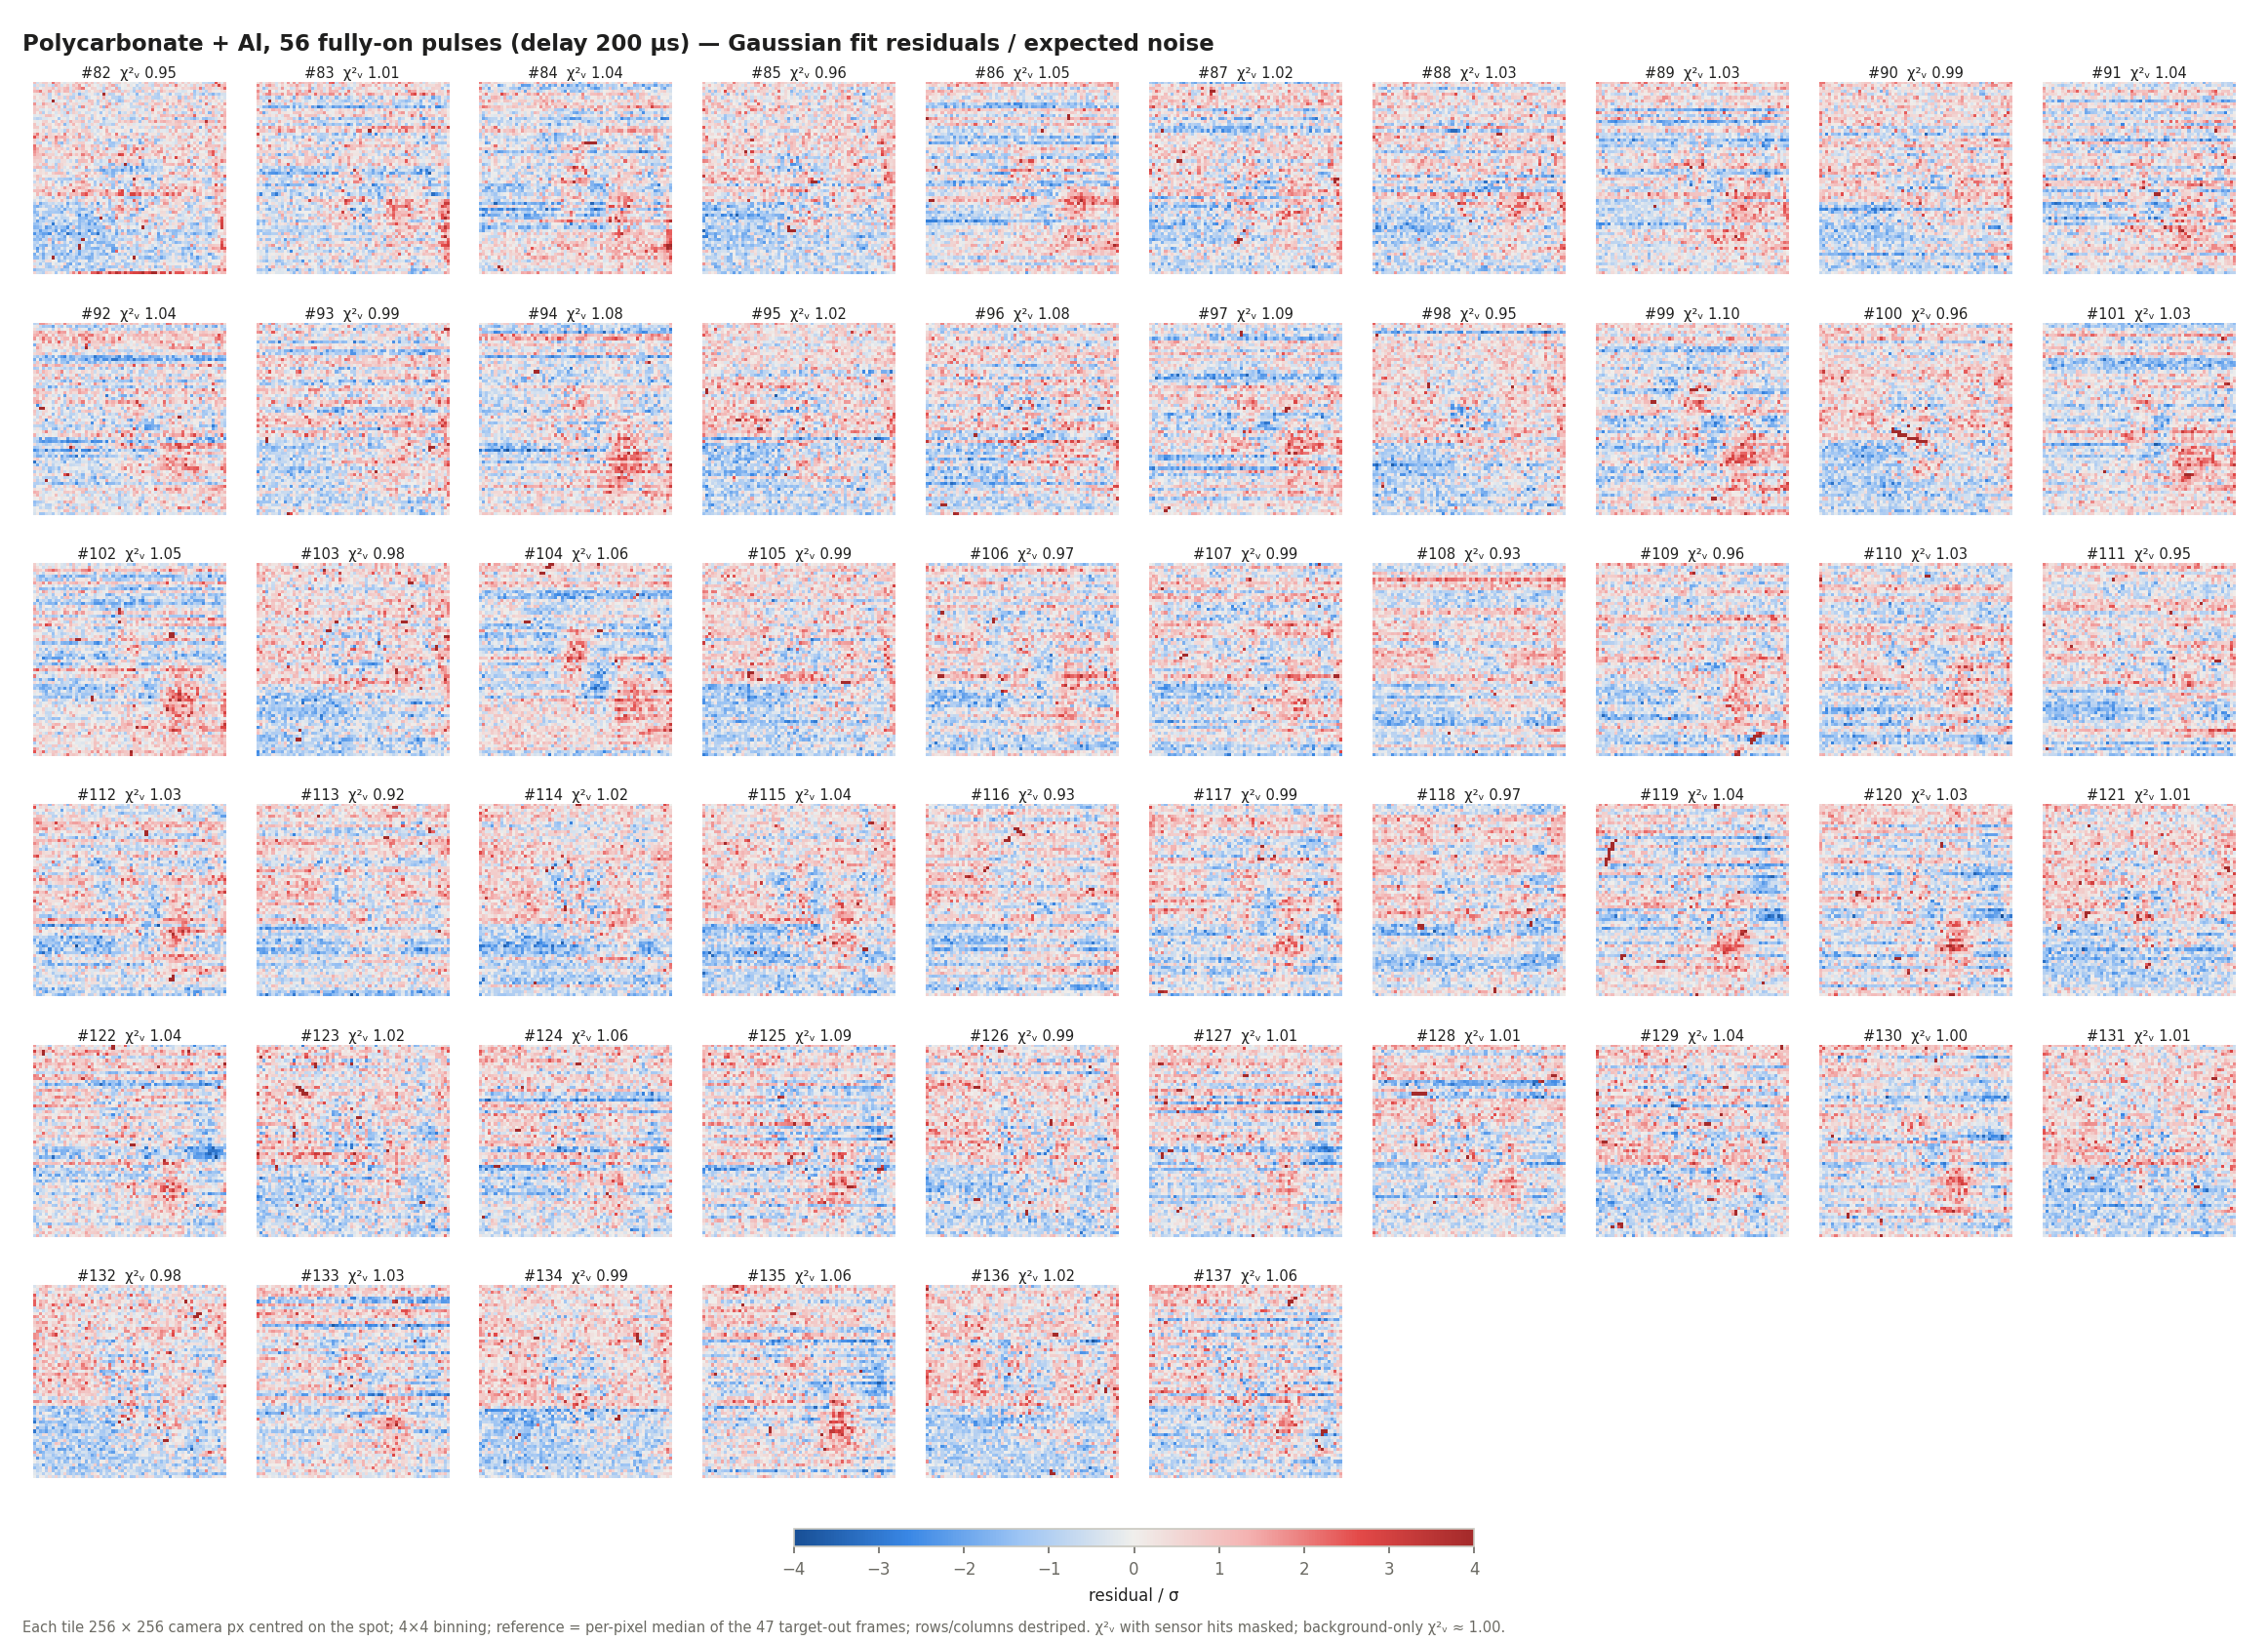 Polycarbonate + Al, 56 fully-on pulses (delay 200 μs) — Gaussian fit residuals / expected noise
#82 χ²ᵥ 0.95 #83 χ²ᵥ 1.01 #84 χ²ᵥ 1.04 #85 χ²ᵥ 0.96 #86 χ²ᵥ 1.05 #87 χ²ᵥ 1.02 #88 χ²ᵥ 1.03 #89 χ²ᵥ 1.03 #90 χ²ᵥ 0.99 #91 χ²ᵥ 1.04
#92 χ²ᵥ 1.04 #93 χ²ᵥ 0.99 #94 χ²ᵥ 1.08 #95 χ²ᵥ 1.02 #96 χ²ᵥ 1.08 #97 χ²ᵥ 1.09 #98 χ²ᵥ 0.95 #99 χ²ᵥ 1.10 #100 χ²ᵥ 0.96 #101 χ²ᵥ 1.03
#102 χ²ᵥ 1.05 #103 χ²ᵥ 0.98 #104 χ²ᵥ 1.06 #105 χ²ᵥ 0.99 #106 χ²ᵥ 0.97 #107 χ²ᵥ 0.99 #108 χ²ᵥ 0.93 #109 χ²ᵥ 0.96 #110 χ²ᵥ 1.03 #111 χ²ᵥ 0.95
#112 χ²ᵥ 1.03 #113 χ²ᵥ 0.92 #114 χ²ᵥ 1.02 #115 χ²ᵥ 1.04 #116 χ²ᵥ 0.93 #117 χ²ᵥ 0.99 #118 χ²ᵥ 0.97 #119 χ²ᵥ 1.04 #120 χ²ᵥ 1.03 #121 χ²ᵥ 1.01
#122 χ²ᵥ 1.04 #123 χ²ᵥ 1.02 #124 χ²ᵥ 1.06 #125 χ²ᵥ 1.09 #126 χ²ᵥ 0.99 #127 χ²ᵥ 1.01 #128 χ²ᵥ 1.01 #129 χ²ᵥ 1.04 #130 χ²ᵥ 1.00 #131 χ²ᵥ 1.01
#132 χ²ᵥ 0.98 #133 χ²ᵥ 1.03 #134 χ²ᵥ 0.99 #135 χ²ᵥ 1.06 #136 χ²ᵥ 1.02 #137 χ²ᵥ 1.06
−4 −3 −2 −1 0 1 2 3 4
residual / σ
Each tile 256 × 256 camera px centred on the spot; 4×4 binning; reference = per-pixel median of the 47 target-out frames; rows/columns destriped. χ²ᵥ with sensor hits masked; background-only χ²ᵥ ≈ 1.00.